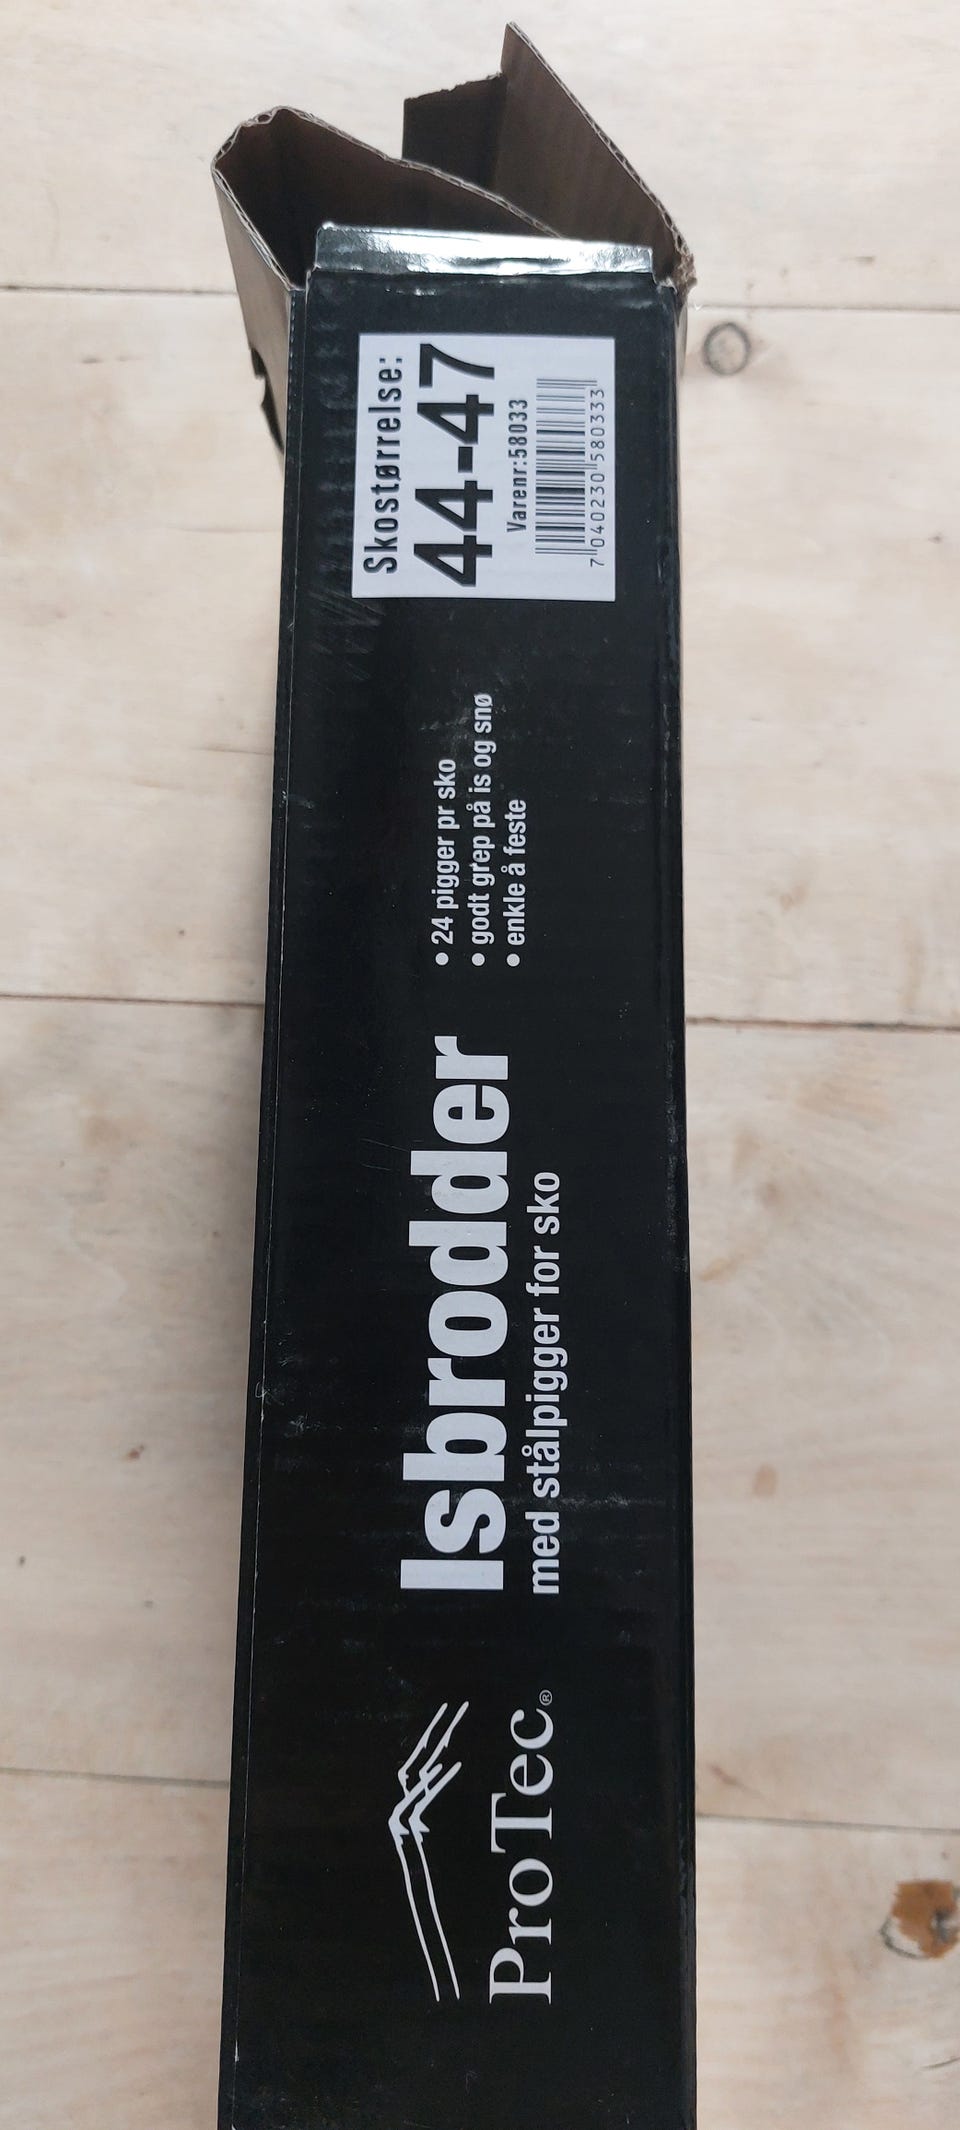 ProTec®
Isbrodder
med stålpigger for sko
• 24 pigger pr sko
• godt grep på is og snø
• enkle å feste
Skostørrelse:
44-47
Varenr:58033
7 040230 580333